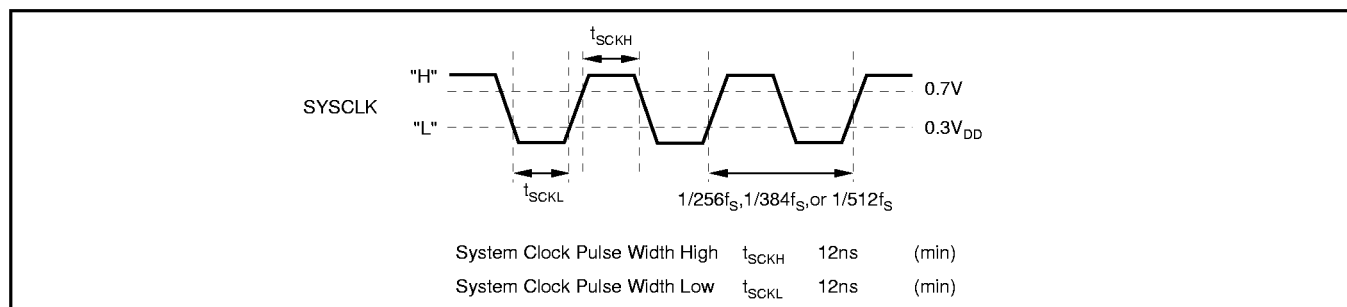 t_SCKH
"H"
0.7V
SYSCLK
"L"
0.3V_DD
t_SCKL
1/256f_S,1/384f_S,or 1/512f_S
System Clock Pulse Width High t_SCKH 12ns (min)
System Clock Pulse Width Low t_SCKL 12ns (min)